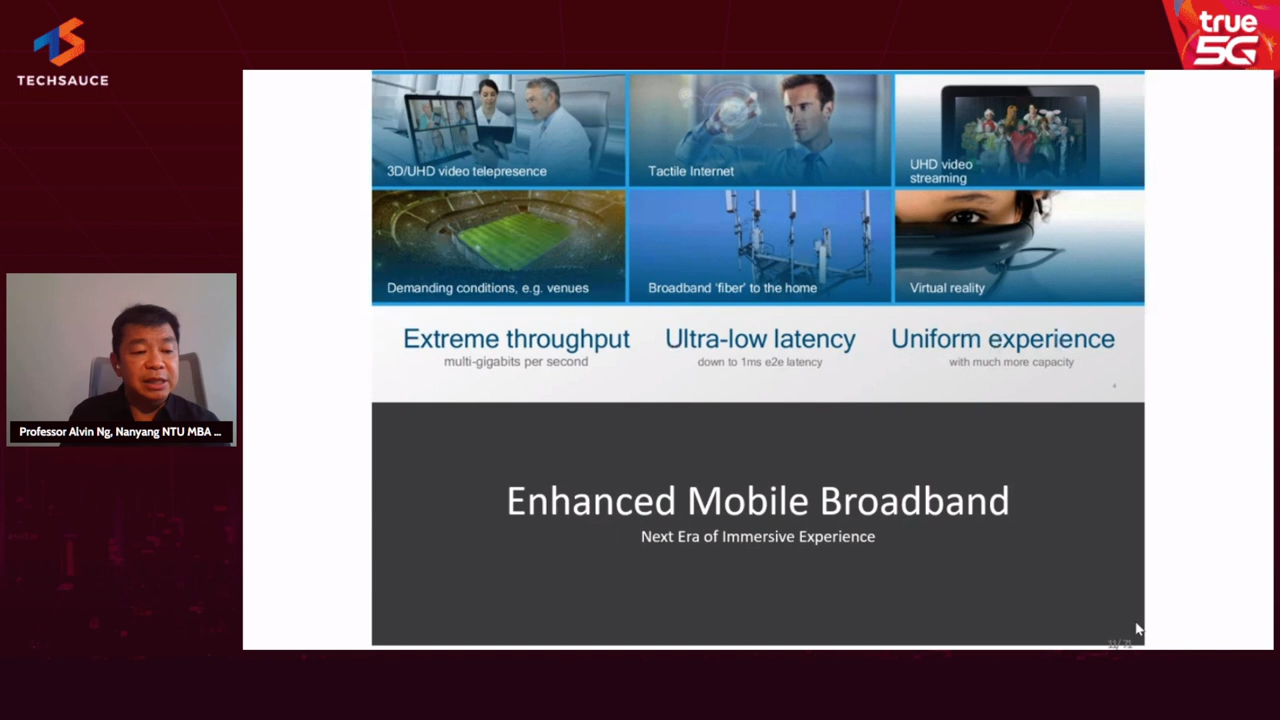 TECHSAUCE
true
5G
3D/UHD video telepresence
Tactile Internet
UHD video
streaming
Demanding conditions, e.g. venues
Broadband 'fiber' to the home
Virtual reality
Extreme throughput
multi-gigabits per second
Ultra-low latency
down to 1ms e2e latency
Uniform experience
with much more capacity
Enhanced Mobile Broadband
Next Era of Immersive Experience
Professor Alvin Ng, Nanyang NTU MBA ...